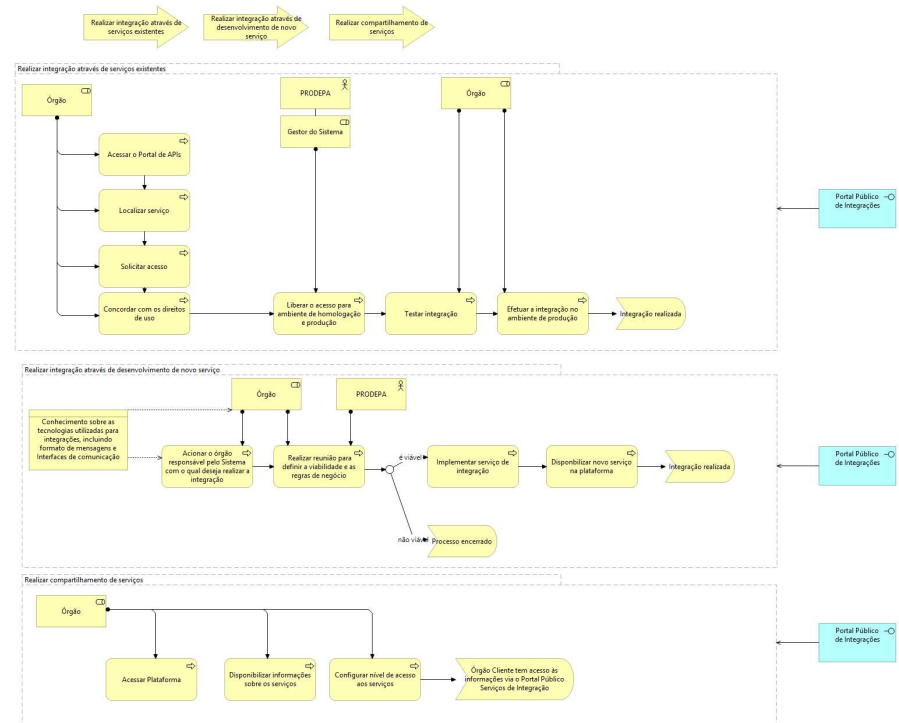 Realizar integração através de
serviços existentes
Realizar integração através de
desenvolvimento de novo
serviço
Realizar compartilhamento de
serviços
Realizar integração através de serviços existentes
Órgão
PRODEPA
Gestor do Sistema
Órgão
Acessar o Portal de APIs
Localizar serviço
Solicitar acesso
Concordar com os direitos
de uso
Liberar o acesso para
ambiente de homologação
e produção
Testar integração
Efetuar a integração no
ambiente de produção
Integração realizada
Portal Público
de Integrações
Realizar integração através de desenvolvimento de novo serviço
Órgão
PRODEPA
Conhecimento sobre as
tecnologias utilizadas para
integrações, incluindo
formato de mensagens e
Interfaces de comunicação
Acionar o órgão
responsável pelo Sistema
com o qual deseja realizar a
integração
Realizar reunião para
definir a viabilidade e as
regras de negócio
é viável
Implementar serviço de
integração
Disponbilizar novo serviço
na plataforma
Integração realizada
não viável
Processo encerrado
Portal Público
de Integrações
Realizar compartilhamento de serviços
Órgão
Acessar Plataforma
Disponibilizar informações
sobre os serviços
Configurar nível de acesso
aos serviços
Órgão Cliente tem acesso às
informações via o Portal Público
Serviços de Integração
Portal Público
de Integrações